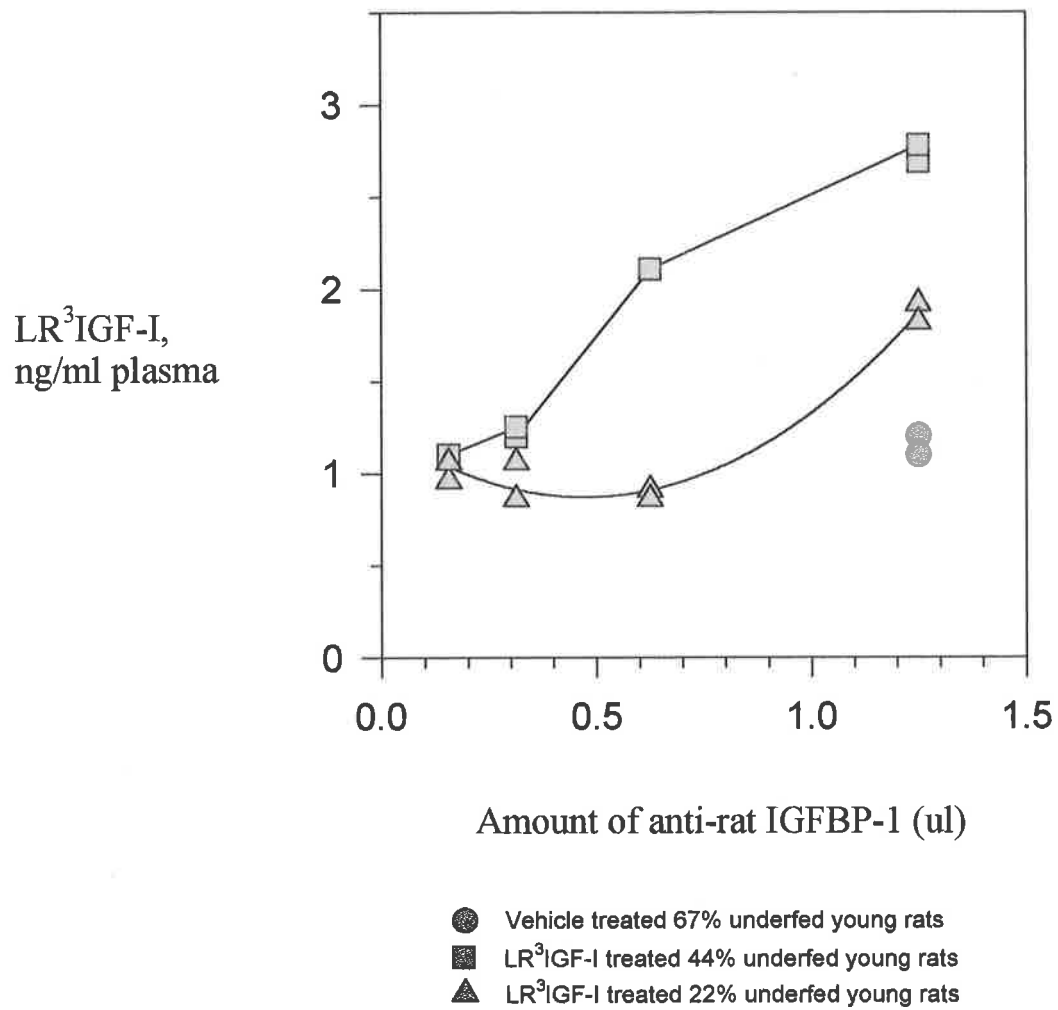 3
2
1
0
LR³IGF-I,
ng/ml plasma
0.0 0.5 1.0 1.5
Amount of anti-rat IGFBP-1 (ul)
Vehicle treated 67% underfed young rats
LR³IGF-I treated 44% underfed young rats
LR³IGF-I treated 22% underfed young rats